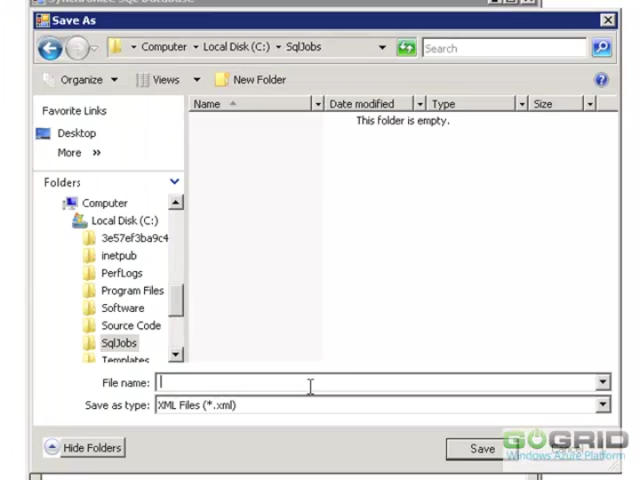 Synchronize SQL Database
Save As
Computer Local Disk (C:) SqlJobs
Search
Organize Views New Folder
Favorite Links
Name Date modified Type Size
This folder is empty.
Desktop
More »
Folders
Computer
Local Disk (C:)
3e57ef3ba9c4
inetpub
PerfLogs
Program Files
Software
Source Code
SqlJobs
Templates
File name:
Save as type: XML Files (*.xml)
Hide Folders
Save
GOGRID
Windows Azure Platform